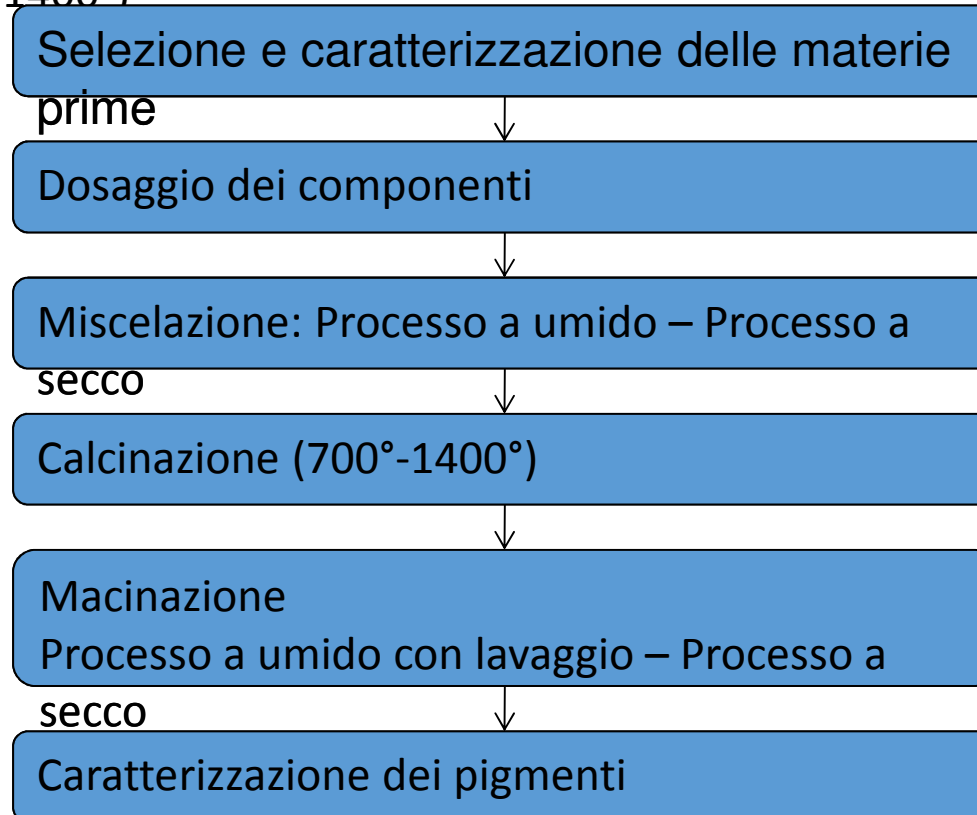 Selezione e caratterizzazione delle materie
prime
Dosaggio dei componenti
Miscelazione: Processo a umido – Processo a
secco
Calcinazione (700°-1400°)
Macinazione
Processo a umido con lavaggio – Processo a
secco
Caratterizzazione dei pigmenti